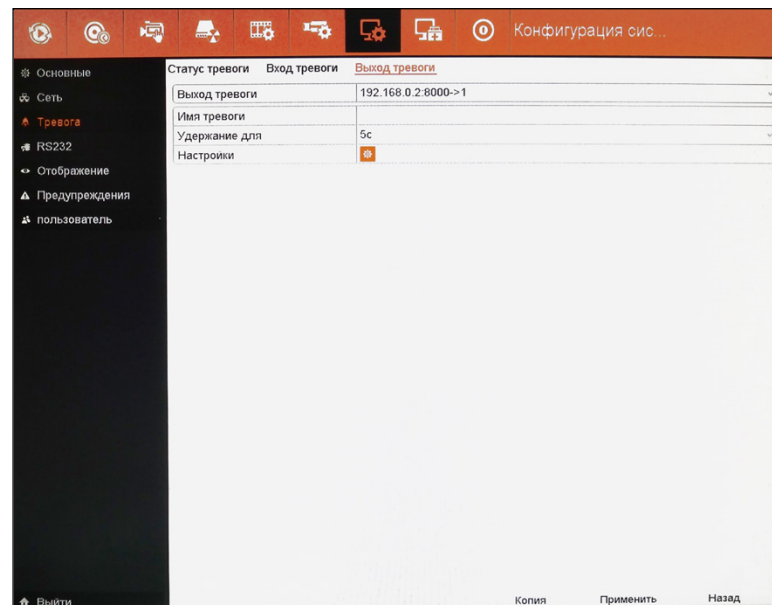 Конфигурация сис...
Основные
Сеть
Тревога
RS232
Отображение
Предупреждения
пользователь
Выйти
Статус тревоги Вход тревоги Выход тревоги
Выход тревоги 192.168.0.2:8000->1
Имя тревоги
Удержание для 5с
Настройки
Копия Применить Назад